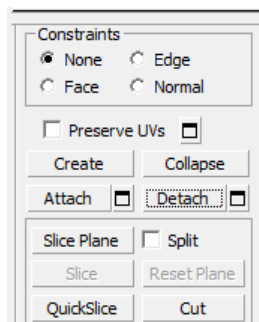 Constraints
None Edge
Face Normal
Preserve UVs
Create Collapse
Attach Detach
Slice Plane Split
Slice Reset Plane
QuickSlice Cut